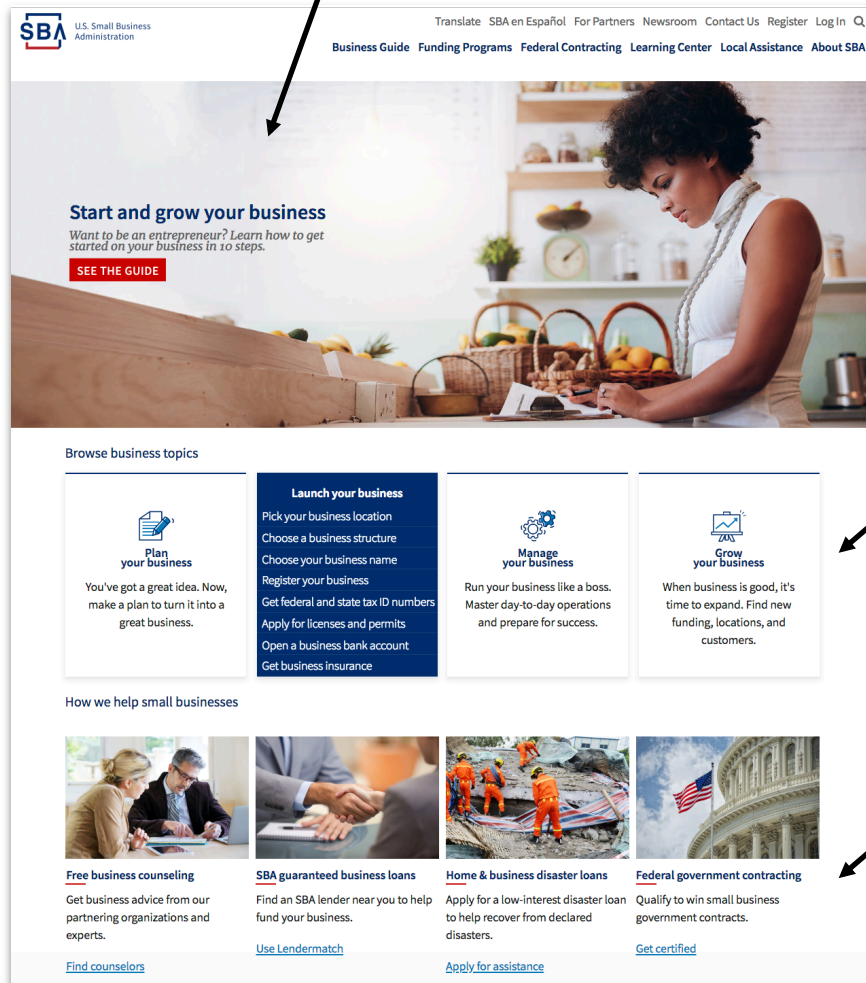 SBA
U.S. Small Business
Administration
Translate SBA en Español For Partners Newsroom Contact Us Register Log In
Business Guide Funding Programs Federal Contracting Learning Center Local Assistance About SBA
Start and grow your business
Want to be an entrepreneur? Learn how to get
started on your business in 10 steps.
SEE THE GUIDE
Browse business topics
Plan
your business
You've got a great idea. Now,
make a plan to turn it into a
great business.
Launch your business
Pick your business location
Choose a business structure
Choose your business name
Register your business
Get federal and state tax ID numbers
Apply for licenses and permits
Open a business bank account
Get business insurance
Manage
your business
Run your business like a boss.
Master day-to-day operations
and prepare for success.
Grow
your business
When business is good, it's
time to expand. Find new
funding, locations, and
customers.
How we help small businesses
Free business counseling
Get business advice from our
partnering organizations and
experts.
Find counselors
SBA guaranteed business loans
Find an SBA lender near you to help
fund your business.
Use Lendermatch
Home & business disaster loans
Apply for a low-interest disaster loan
to help recover from declared
disasters.
Apply for assistance
Federal government contracting
Qualify to win small business
government contracts.
Get certified